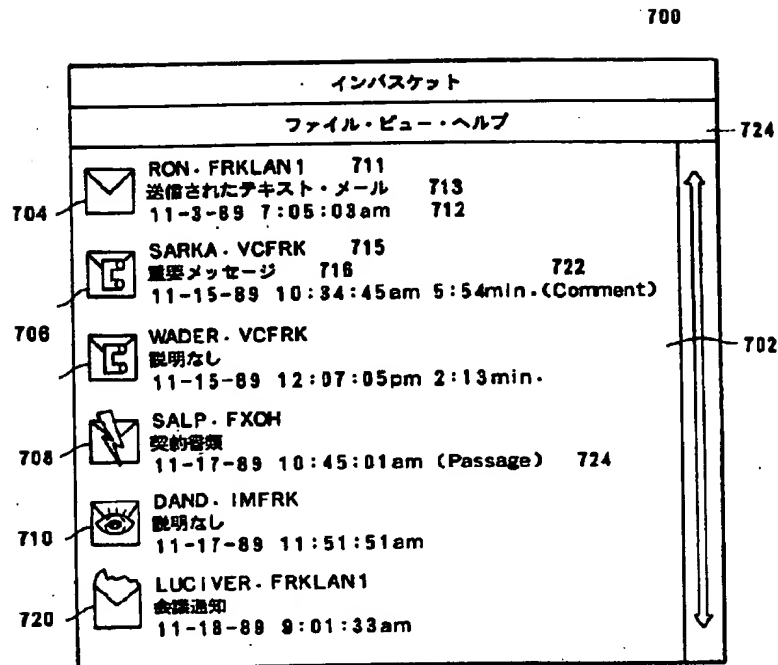 700
インバスケット
ファイル・ビュー・ヘルプ
724
RON. FRKLAN1 711
送信されたテキスト・メール 713
704
11-3-89 7:05:03am 712
SARKA. VCFRK 715
重要メッセージ 716 722
11-15-89 10:34:45am 5:54min.(Comment)
706
WADER. VCFRK
702
説明なし
11-15-89 12:07:05pm 2:13min.
SALP. FXOH
契約書類
708
11-17-89 10:45:01am (Passage) 724
DAND. IMFRK
説明なし
710
11-17-89 11:51:51am
LUCiVER. FRKLAN1
会議通知
720
11-18-89 9:01:33am